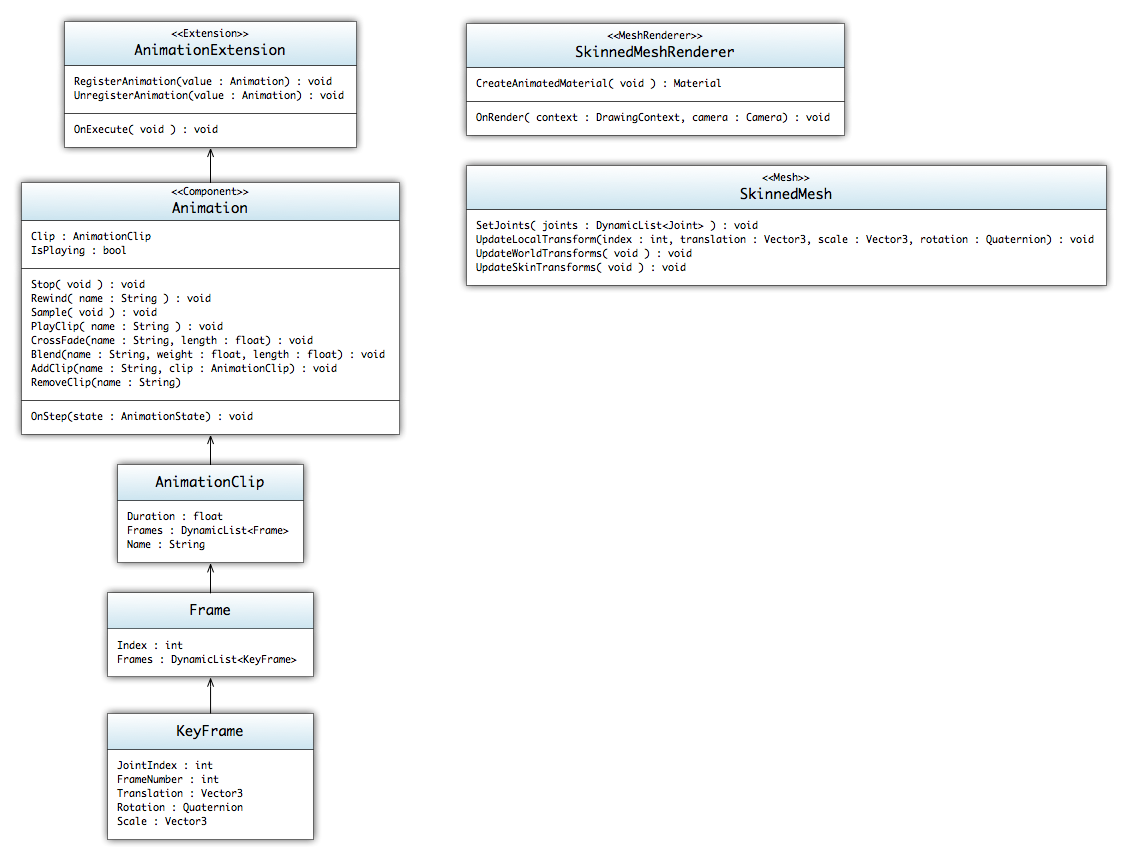 <<Extension>>
AnimationExtension
RegisterAnimation(value : Animation) : void
UnregisterAnimation(value : Animation) : void
OnExecute( void ) : void
<<Component>>
Animation
Clip : AnimationClip
IsPlaying : bool
Stop( void ) : void
Rewind( name : String ) : void
Sample( void ) : void
PlayClip( name : String ) : void
CrossFade(name : String, length : float) : void
Blend(name : String, weight : float, length : float) : void
AddClip(name : String, clip : AnimationClip) : void
RemoveClip(name : String)
OnStep(state : AnimationState) : void
AnimationClip
Duration : float
Frames : DynamicList<Frame>
Name : String
Frame
Index : int
Frames : DynamicList<KeyFrame>
KeyFrame
JointIndex : int
FrameNumber : int
Translation : Vector3
Rotation : Quaternion
Scale : Vector3
<<MeshRenderer>>
SkinnedMeshRenderer
CreateAnimatedMaterial( void ) : Material
OnRender( context : DrawingContext, camera : Camera) : void
<<Mesh>>
SkinnedMesh
SetJoints( joints : DynamicList<Joint> ) : void
UpdateLocalTransform(index : int, translation : Vector3, scale : Vector3, rotation : Quaternion) : void
UpdateWorldTransforms( void ) : void
UpdateSkinTransforms( void ) : void